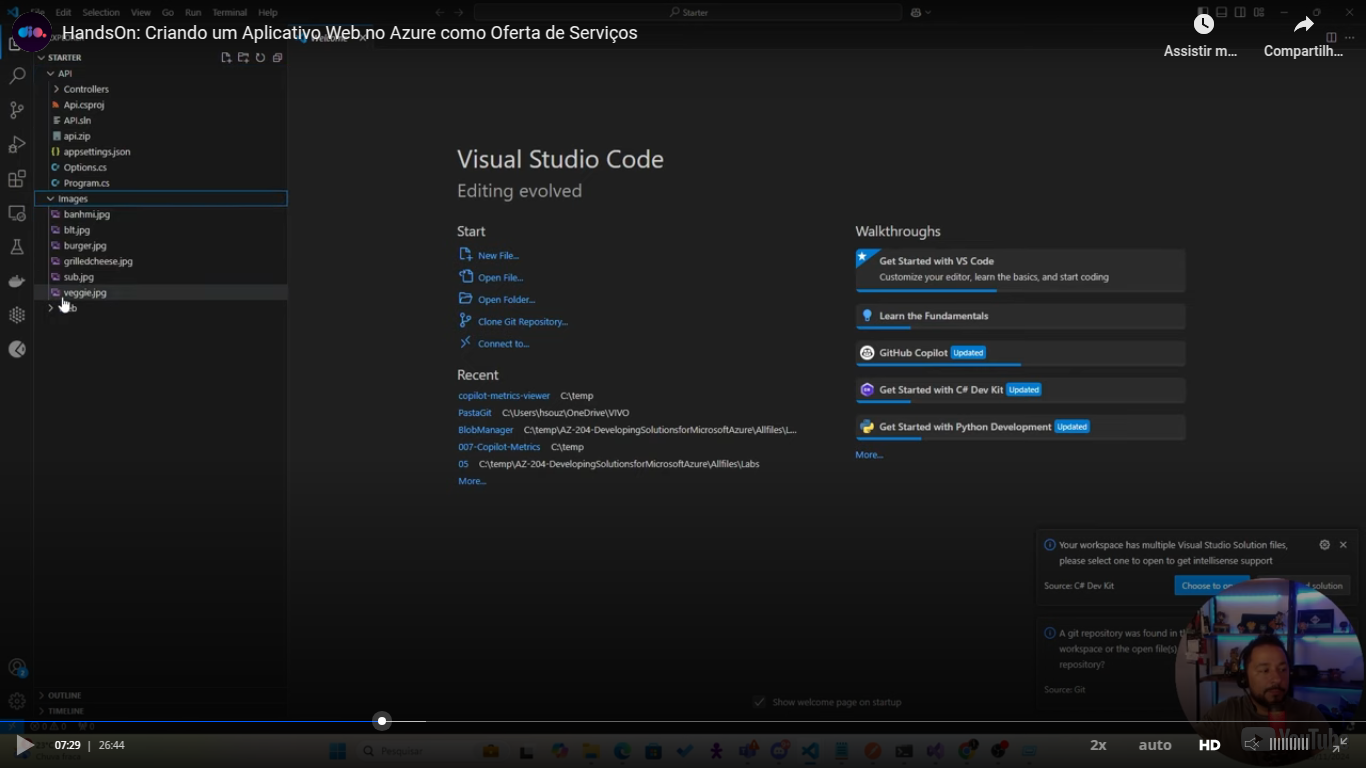 File Edit Selection View Go Run Terminal Help
Starter
dio.
HandsOn: Criando um Aplicativo Web no Azure como Oferta de Serviços
Assistir m...
Compartilh...
STARTER
API
Controllers
Api.csproj
API.sln
api.zip
appsettings.json
Options.cs
Program.cs
Images
banhmi.jpg
blt.jpg
burger.jpg
grilledcheese.jpg
sub.jpg
veggie.jpg
OUTLINE
TIMELINE
Visual Studio Code
Editing evolved
Start
New File...
Open File...
Open Folder...
Clone Git Repository...
Connect to...
Recent
copilot-metrics-viewer C:\temp
PastaGit C:\Users\hsouz\OneDrive\VIVO
BlobManager C:\temp\AZ-204-DevelopingSolutionsforMicrosoftAzure\Allfiles\L...
007-Copilot-Metrics C:\temp
05 C:\temp\AZ-204-DevelopingSolutionsforMicrosoftAzure\Allfiles\Labs
More...
Walkthroughs
Get Started with VS Code
Customize your editor, learn the basics, and start coding
Learn the Fundamentals
GitHub Copilot Updated
Get Started with C# Dev Kit Updated
Get Started with Python Development Updated
More...
Your workspace has multiple Visual Studio Solution files,
please select one to open to get intellisense support
Source: C# Dev Kit
Choose to
solution
A git repository was found in
workspace or the open file(s)
repository?
Source: Git
Show welcome page on startup
0 0 0
Pesquisar
07:29 | 26:44
2x auto HD
YouTube